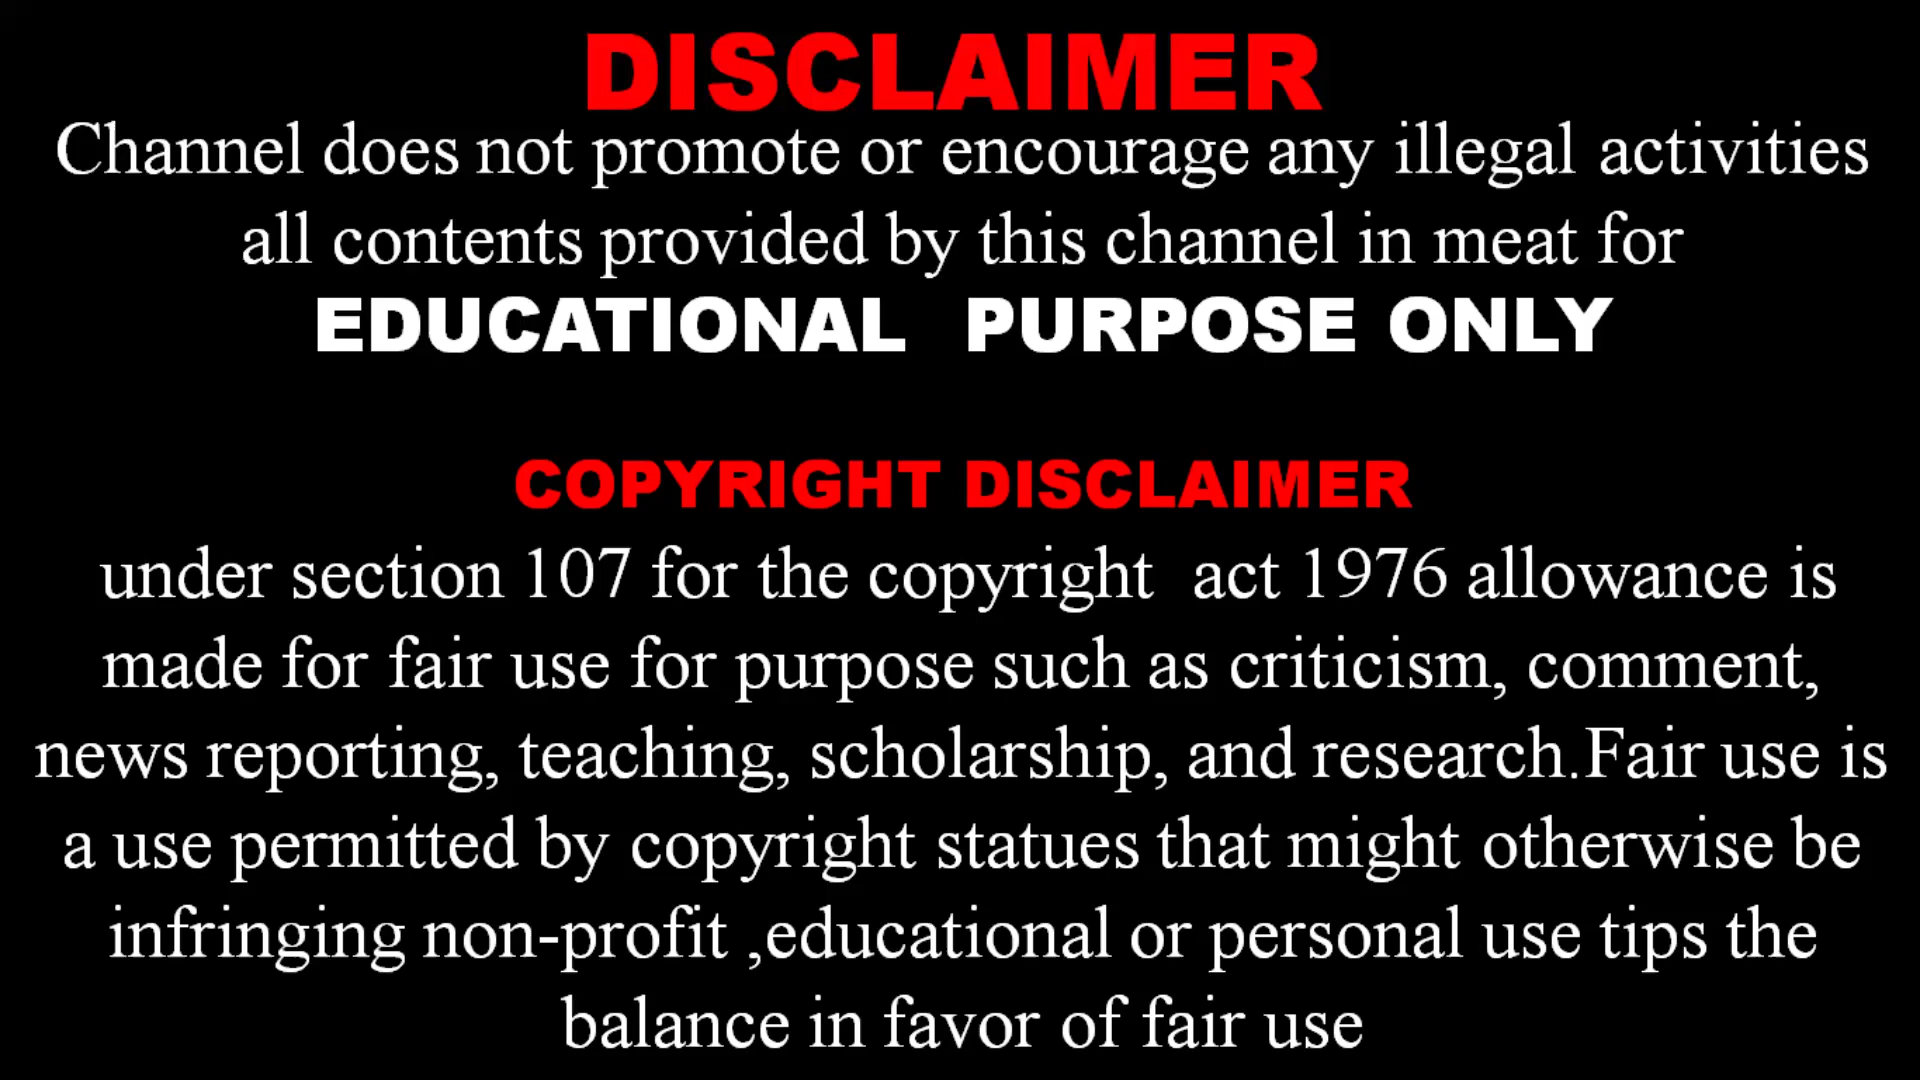 DISCLAIMER
Channel does not promote or encourage any illegal activities
all contents provided by this channel in meat for
EDUCATIONAL PURPOSE ONLY
COPYRIGHT DISCLAIMER
under section 107 for the copyright act 1976 allowance is
made for fair use for purpose such as criticism, comment,
news reporting, teaching, scholarship, and research.Fair use is
a use permitted by copyright statues that might otherwise be
infringing non-profit ,educational or personal use tips the
balance in favor of fair use